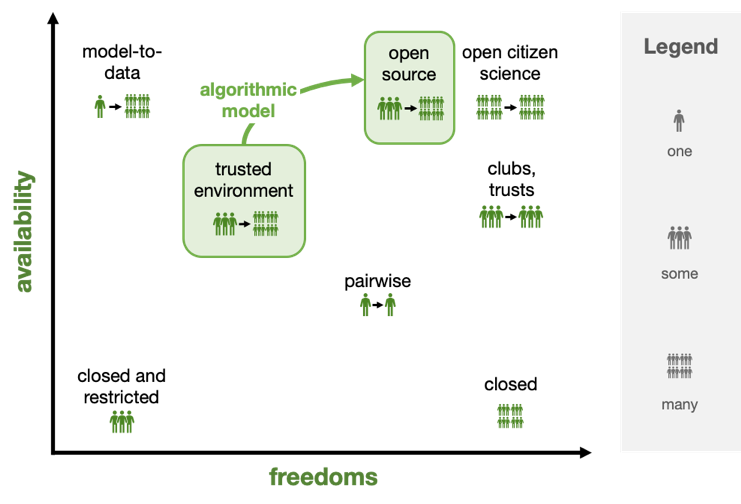 model-to-
data
open
source
open citizen
science
algorithmic
model
trusted
environment
clubs,
trusts
pairwise
closed and
restricted
closed
availability
freedoms
Legend
one
some
many